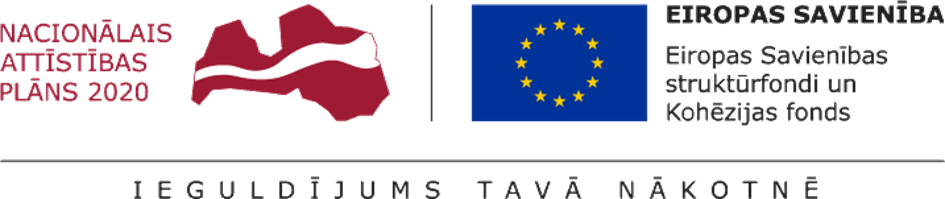 NACIONĀLAIS
ATTĪSTĪBAS
PLĀNS 2020
EIROPAS SAVIENĪBA
Eiropas Savienības
struktūrfondi un
Kohēzijas fonds
IEGULDĪJUMS TAVĀ NĀKOTNĒ